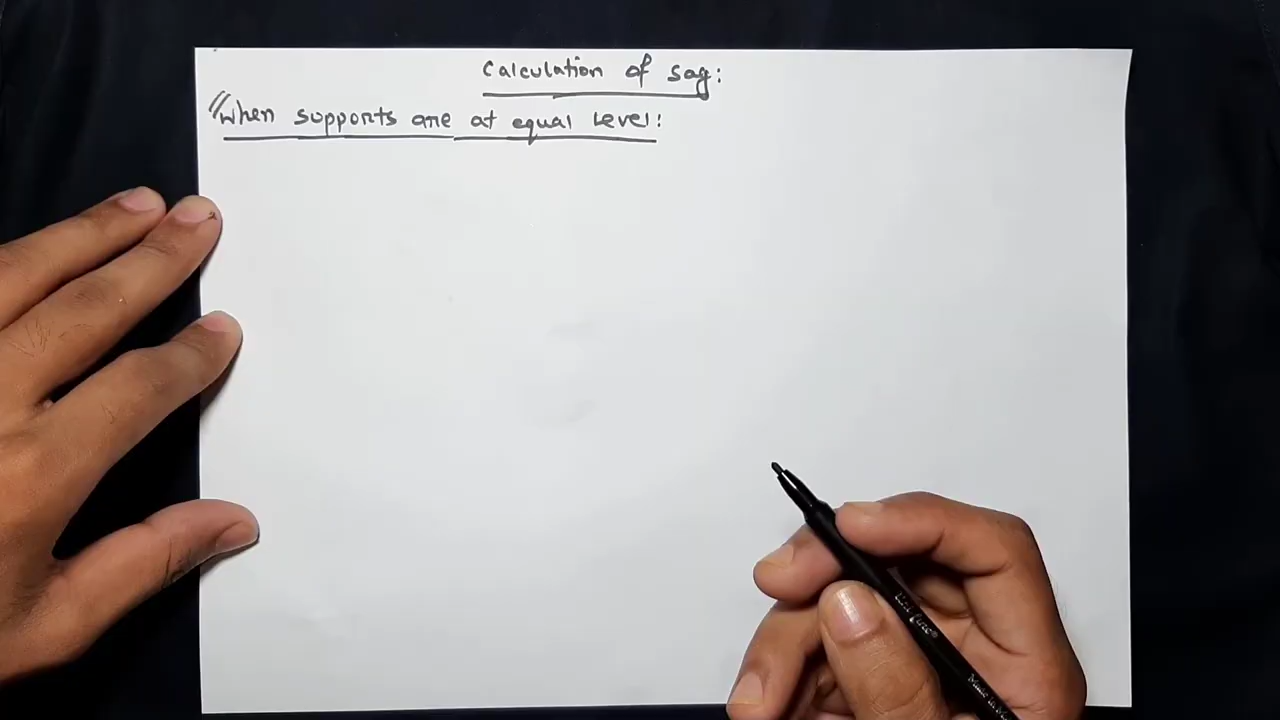 Calculation of sag:
When supports are at equal Level: